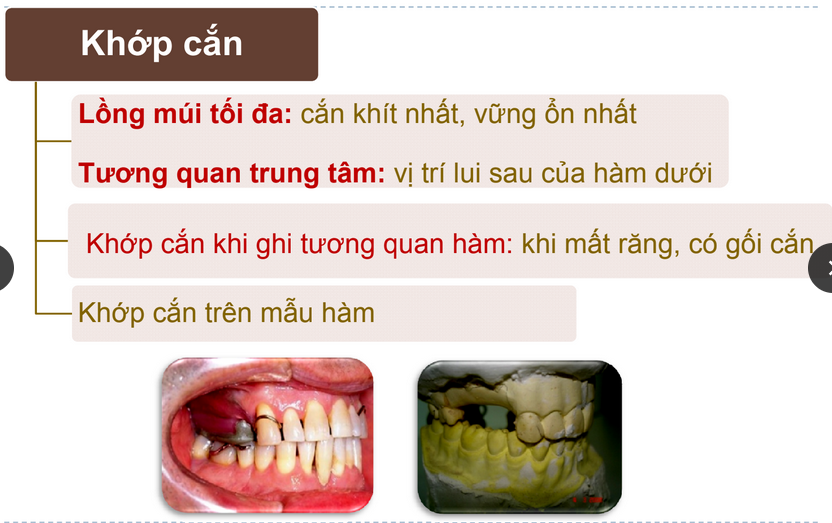 Khớp cắn
Lồng múi tối đa: cắn khít nhất, vững ổn nhất
Tương quan trung tâm: vị trí lui sau của hàm dưới
Khớp cắn khi ghi tương quan hàm: khi mất răng, có gối cắn
Khớp cắn trên mẫu hàm